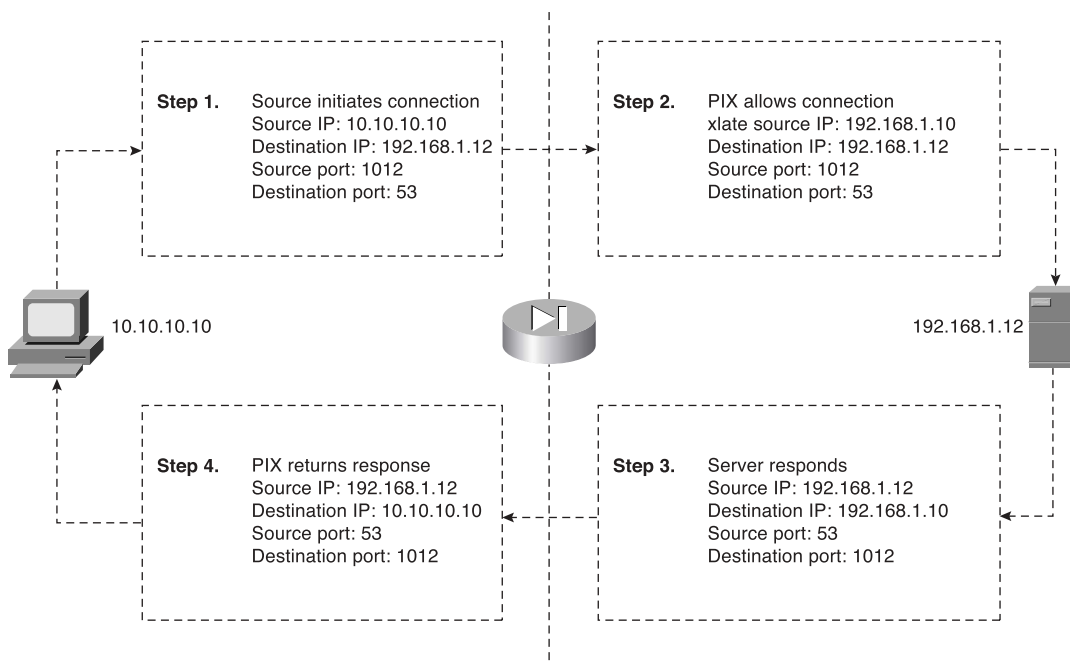 Step 1. Source initiates connection
Source IP: 10.10.10.10
Destination IP: 192.168.1.12
Source port: 1012
Destination port: 53
Step 2. PIX allows connection
xlate source IP: 192.168.1.10
Destination IP: 192.168.1.12
Source port: 1012
Destination port: 53
10.10.10.10
192.168.1.12
Step 4. PIX returns response
Source IP: 192.168.1.12
Destination IP: 10.10.10.10
Source port: 53
Destination port: 1012
Step 3. Server responds
Source IP: 192.168.1.12
Destination IP: 192.168.1.10
Source port: 53
Destination port: 1012